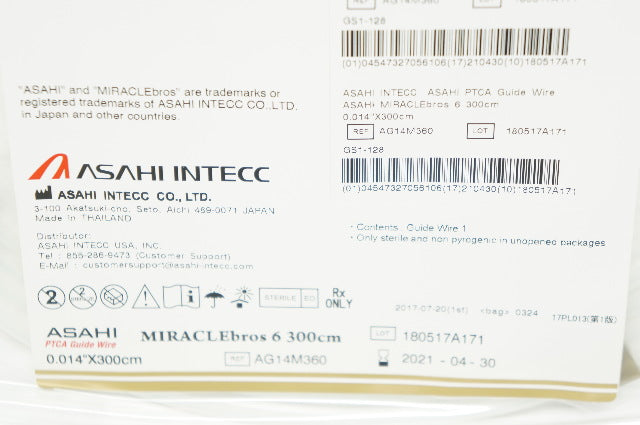 REF AG14M360 LOT 180517A171
GS1-128
(01)04547327056106(17)210430(10)180517A171
ASAHI INTECC ASAHI PTCA Guide Wire
ASAHI MIRACLEbros 6 300cm
0.014"X300cm
REF AG14M360 LOT 180517A171
GS1-128
(01)04547327056106(17)210430(10)180517A171
"ASAHI" and "MIRACLEbros" are trademarks or
registered trademarks of ASAHI INTECC CO.,LTD.
in Japan and other countries.
ASAHI INTECC
ASAHI INTECC CO., LTD.
3-100 Akatsuki-cho, Seto, Aichi 489-0071 JAPAN
Made in THAILAND
Distributor:
ASAHI INTECC USA, INC.
Tel : 855-286-9473 (Customer Support)
E-Mail : customersupport@asahi-intecc.com
・Contents : Guide Wire 1
・Only sterile and non pyrogenic in unopened packages
2 2 STERILE EO Rx
ONLY
2017-07-20(1st) <bag> 0324 17PL013(第1版)
ASAHI
PTCA Guide Wire
MIRACLEbros 6 300cm
LOT 180517A171
0.014"X300cm REF AG14M360 2021-04-30